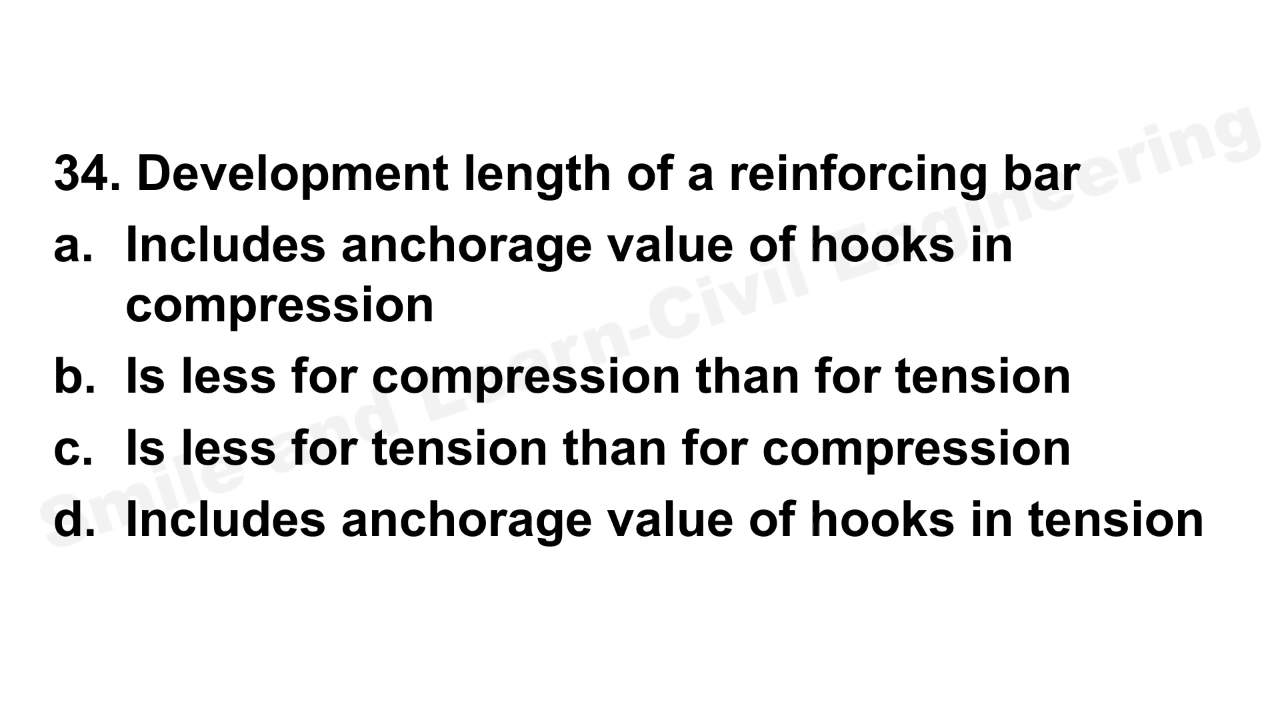 34. Development length of a reinforcing bar
a. Includes anchorage value of hooks in
compression
b. Is less for compression than for tension
c. Is less for tension than for compression
d. Includes anchorage value of hooks in tension
Smile and Learn-Civil Engineering